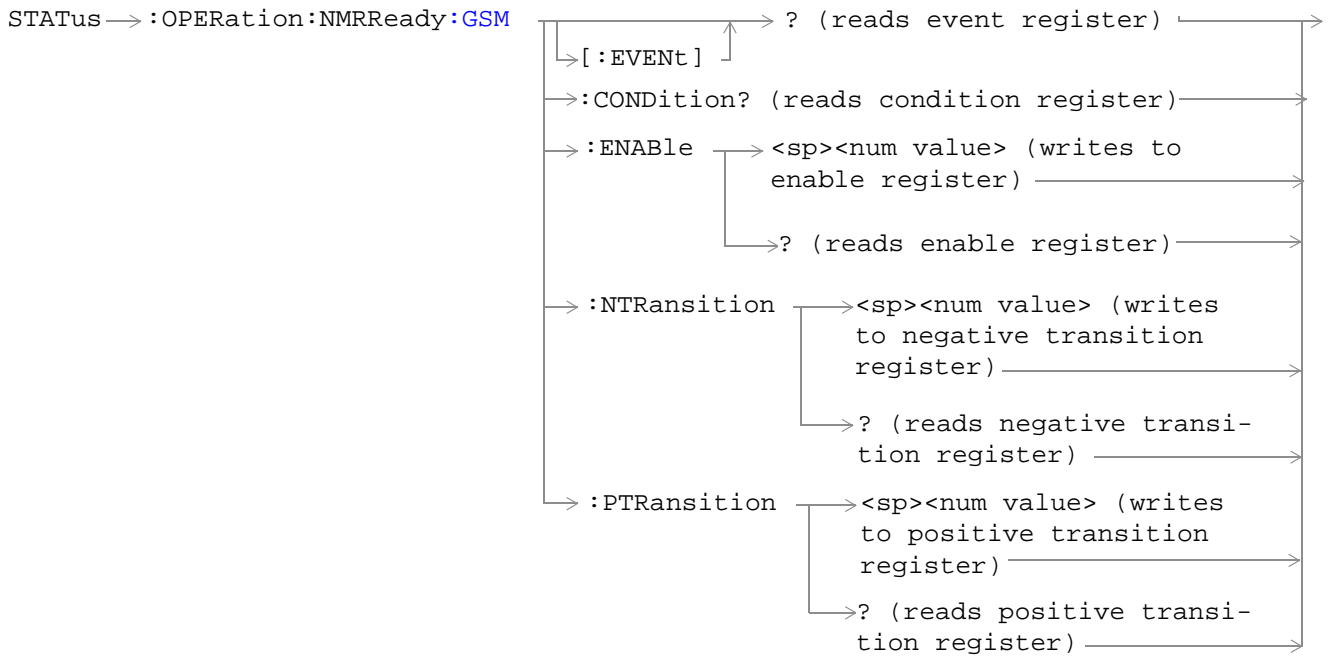 STATus :OPERation:NMRReady:GSM ? (reads event register)
[:EVENt]
:CONDition? (reads condition register)
:ENABle <sp><num value> (writes to
enable register)
? (reads enable register)
:NTRansition <sp><num value> (writes
to negative transition
register)
? (reads negative transi-
tion register)
:PTRansition <sp><num value> (writes
to positive transition
register)
? (reads positive transi-
tion register)